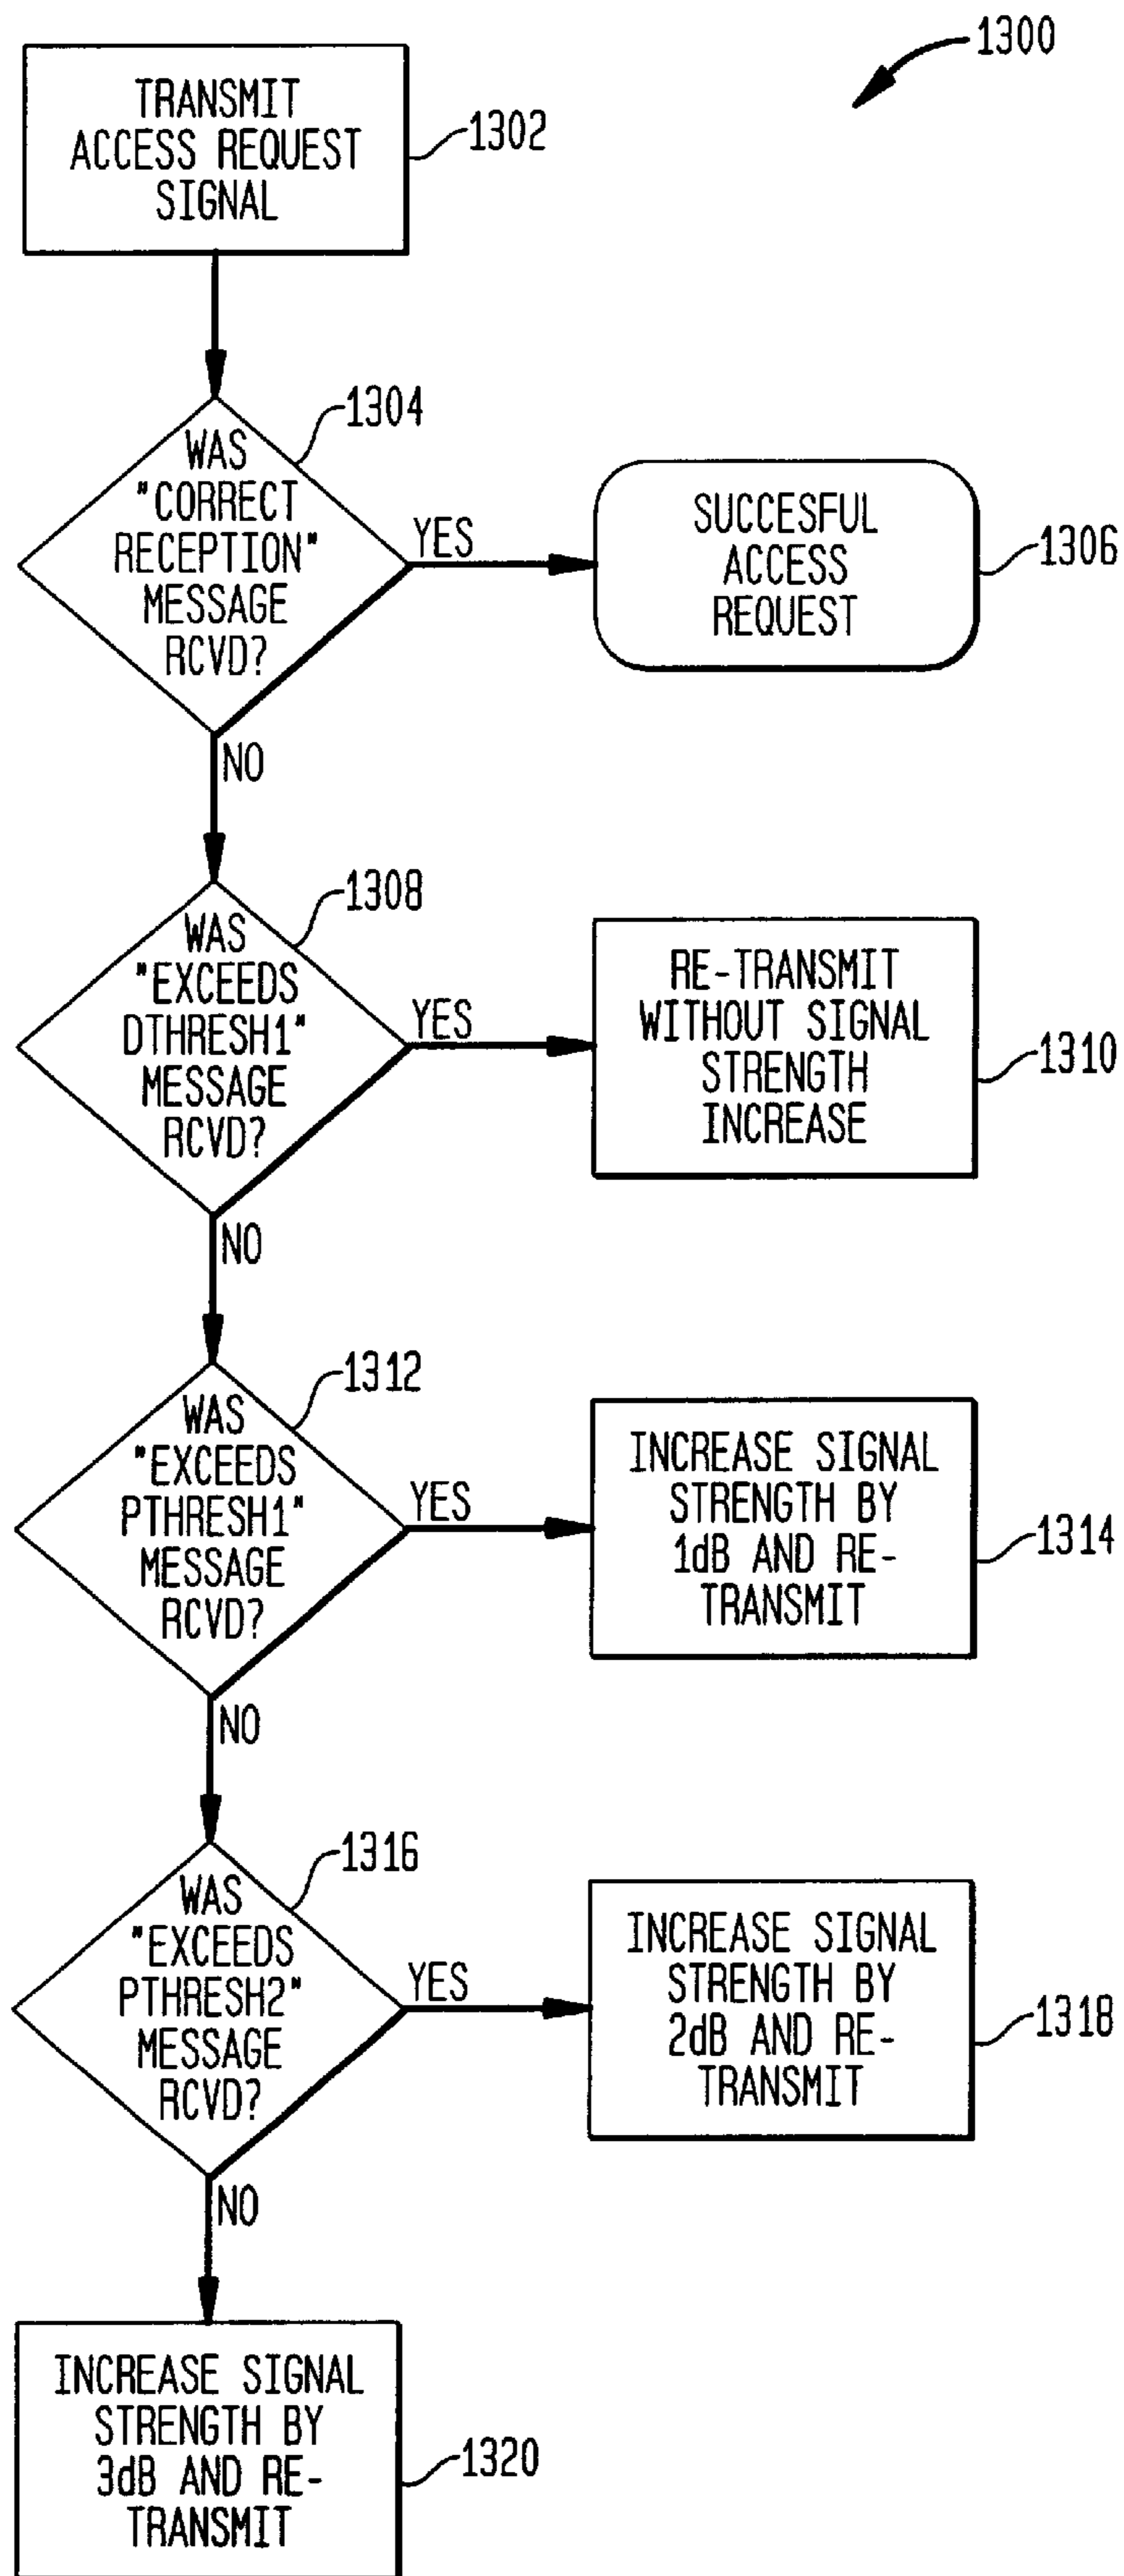 1300
TRANSMIT
ACCESS REQUEST
SIGNAL
1302
1304
WAS
"CORRECT
RECEPTION"
MESSAGE
RCVD?
YES
SUCCESFUL
ACCESS
REQUEST
1306
NO
1308
WAS
"EXCEEDS
DTHRESH1"
MESSAGE
RCVD?
YES
RE-TRANSMIT
WITHOUT SIGNAL
STRENGTH
INCREASE
1310
NO
1312
WAS
"EXCEEDS
PTHRESH1"
MESSAGE
RCVD?
YES
INCREASE SIGNAL
STRENGTH BY
1dB AND RE-
TRANSMIT
1314
NO
1316
WAS
"EXCEEDS
PTHRESH2"
MESSAGE
RCVD?
YES
INCREASE SIGNAL
STRENGTH BY
2dB AND RE-
TRANSMIT
1318
NO
INCREASE SIGNAL
STRENGTH BY
3dB AND RE-
TRANSMIT
1320